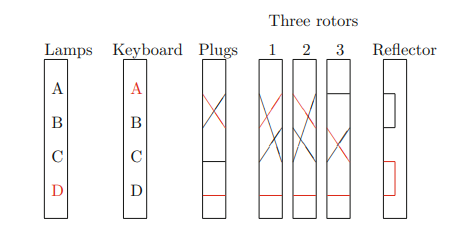 Three rotors
Lamps Keyboard Plugs 1 2 3 Reflector
A A
B B
C C
D D